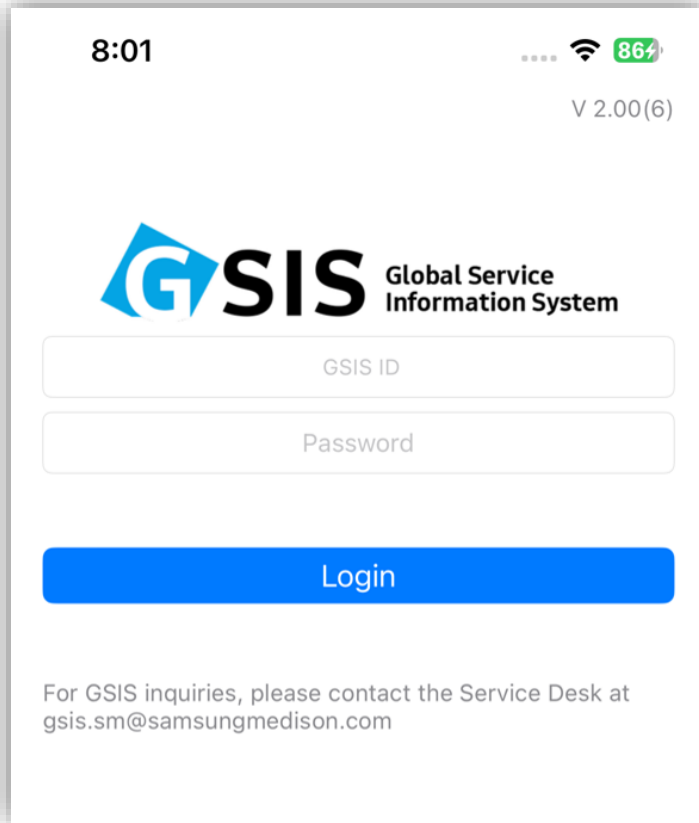 8:01
86
V 2.00(6)
GSIS
Global Service
Information System
GSIS ID
Password
Login
For GSIS inquiries, please contact the Service Desk at
gsis.sm@samsungmedison.com